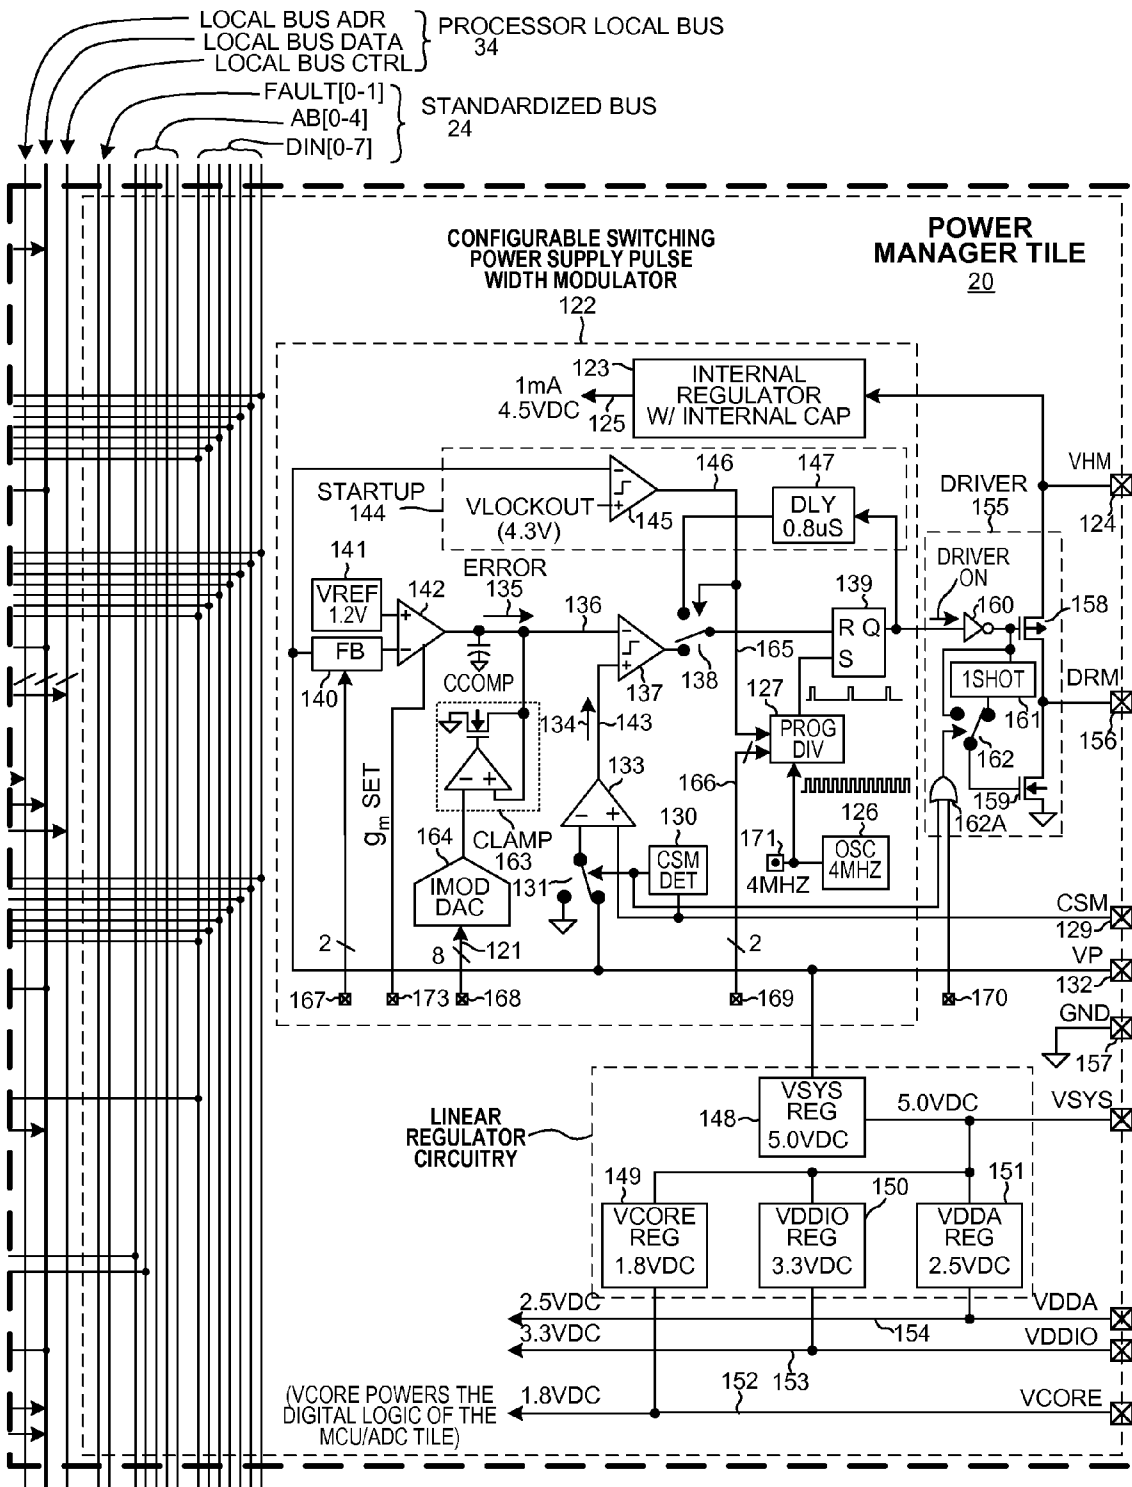 LOCAL BUS ADR
LOCAL BUS DATA
LOCAL BUS CTRL
PROCESSOR LOCAL BUS
34
FAULT[0-1]
AB[0-4]
DIN[0-7]
STANDARDIZED BUS
24
POWER
MANAGER TILE
20
CONFIGURABLE SWITCHING
POWER SUPPLY PULSE
WIDTH MODULATOR
122
123
INTERNAL
REGULATOR
W/ INTERNAL CAP
1mA
4.5VDC
125
VHM
124
STARTUP
144
VLOCKOUT
(4.3V)
145
146
147
DLY
0.8uS
DRIVER
155
DRIVER
ON
160
158
141
VREF
1.2V
142
ERROR
135
136
139
R Q
S
FB
140
CCOMP
137
138
165
1SHOT
161
DRM
156
134
143
127
PROG
DIV
162
159
162A
gm SET
133
166
164
CLAMP
163
130
CSM
DET
171
4MHZ
126
OSC
4MHZ
131
IMOD
DAC
CSM
129
2
8
121
2
VP
132
167
173
168
169
170
GND
157
LINEAR
REGULATOR
CIRCUITRY
148
VSYS
REG
5.0VDC
5.0VDC
VSYS
149
VCORE
REG
1.8VDC
150
VDDIO
REG
3.3VDC
151
VDDA
REG
2.5VDC
2.5VDC
154
VDDA
3.3VDC
153
VDDIO
(VCORE POWERS THE
DIGITAL LOGIC OF THE
MCU/ADC TILE)
1.8VDC
152
VCORE